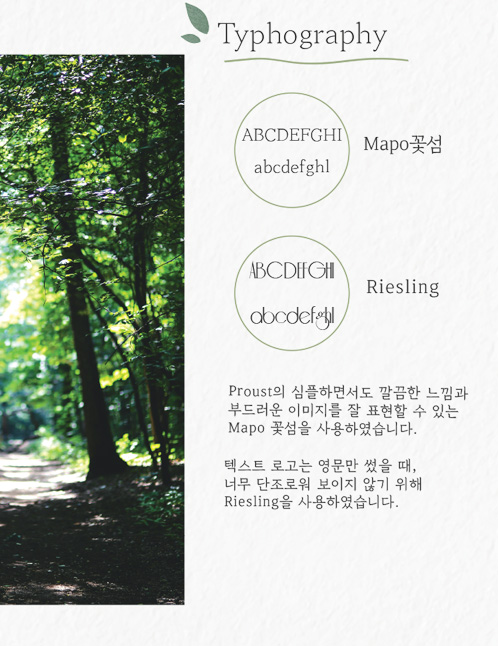 Typhography
ABCDEFGHI
abcdefghl
Mapo꽃섬
ABCDEFGHI
abcdefghl
Riesling
Proust의 심플하면서도 깔끔한 느낌과
부드러운 이미지를 잘 표현할 수 있는
Mapo 꽃섬을 사용하였습니다.
텍스트 로고는 영문만 썼을 때,
너무 단조로워 보이지 않기 위해
Riesling을 사용하였습니다.